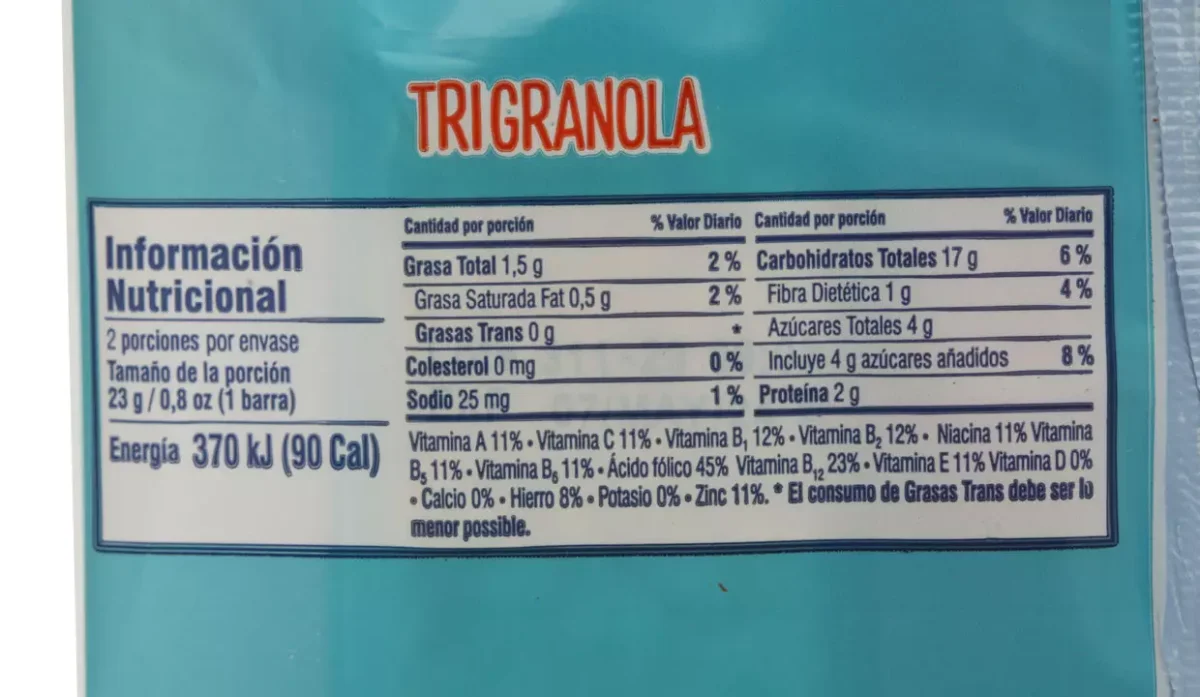 TRIGRANOLA
Información
Nutricional
2 porciones por envase
Tamaño de la porción
23 g / 0,8 oz (1 barra)
Energía 370 kJ (90 Cal)
Cantidad por porción % Valor Diario
Grasa Total 1,5 g 2 %
Grasa Saturada Fat 0,5 g 2 %
Grasas Trans 0 g *
Colesterol 0 mg 0 %
Sodio 25 mg 1 %
Cantidad por porción % Valor Diario
Carbohidratos Totales 17 g 6 %
Fibra Dietética 1 g 4 %
Azúcares Totales 4 g
Incluye 4 g azúcares añadidos 8 %
Proteína 2 g
Vitamina A 11% • Vitamina C 11% • Vitamina B₁ 12% • Vitamina B₂ 12% • Niacina 11% Vitamina
B₅ 11% • Vitamina B₆ 11% • Ácido fólico 45% Vitamina B₁₂ 23% • Vitamina E 11% Vitamina D 0%
• Calcio 0% • Hierro 8% • Potasio 0% • Zinc 11%. * El consumo de Grasas Trans debe ser lo
menor possible.